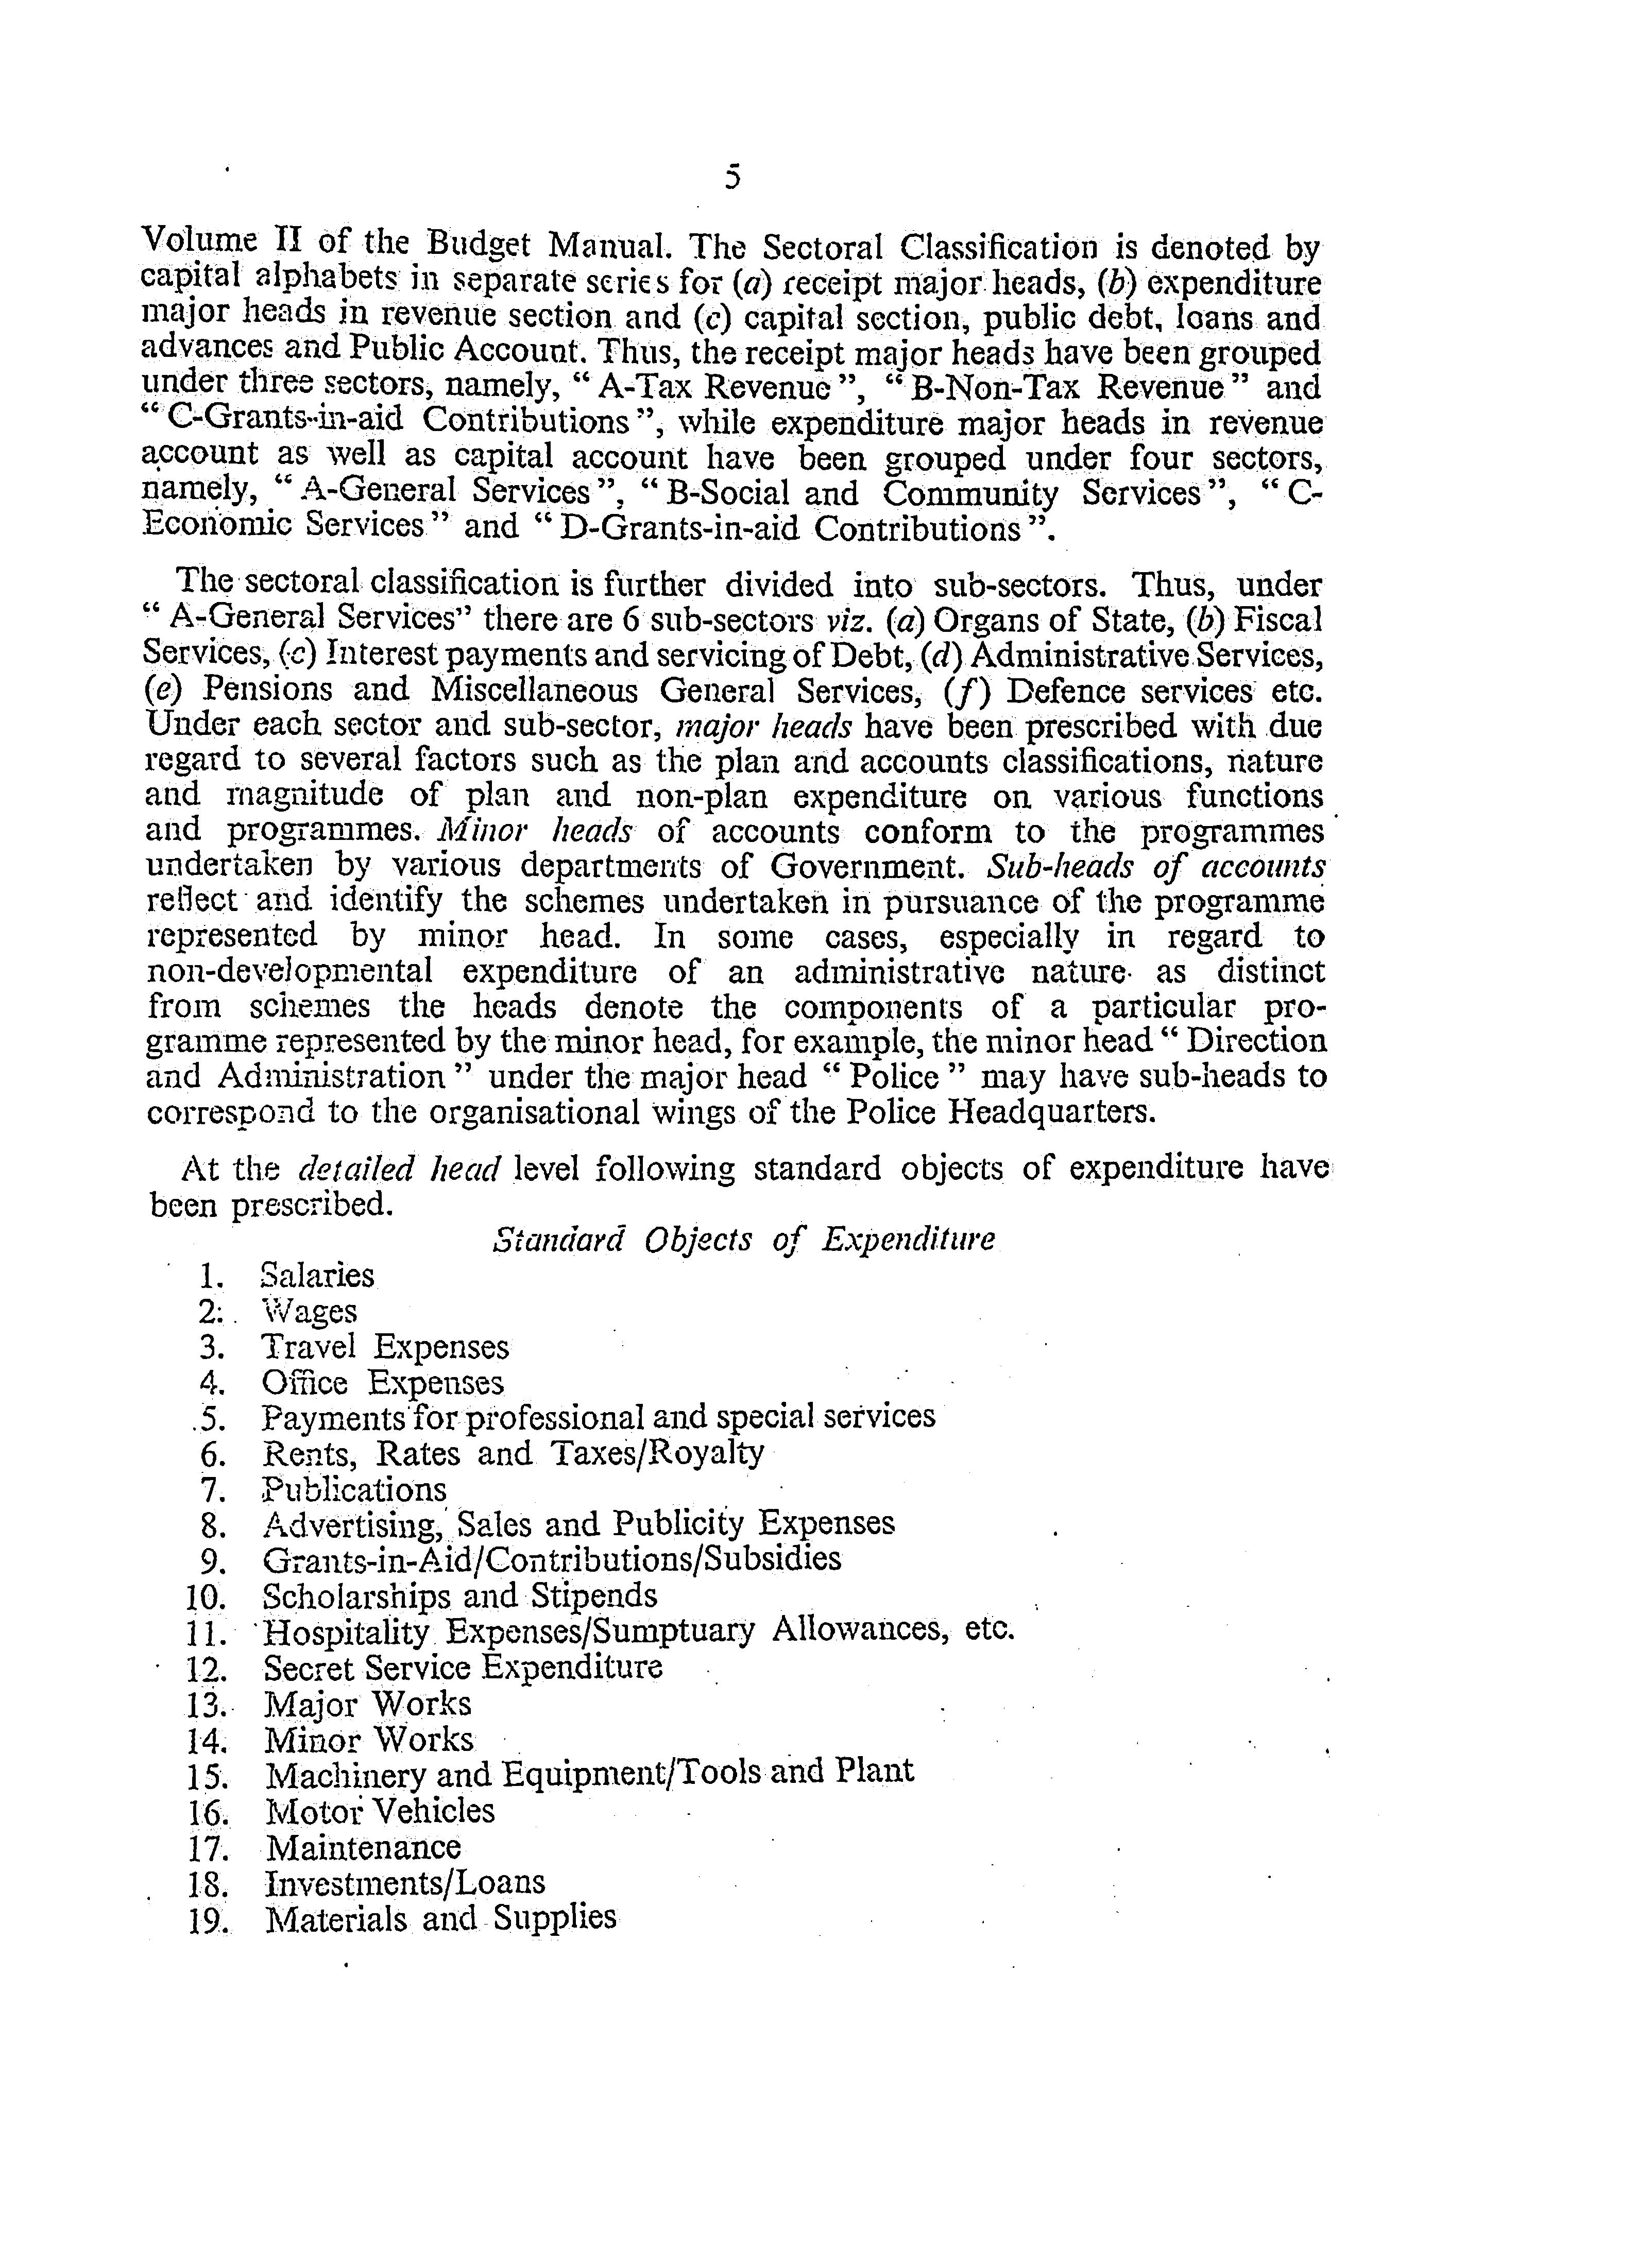 5
Volume II of the Budget Manual. The Sectoral Classification is denoted by
capital alphabets in separate series for (a) receipt major heads, (b) expenditure
major heads in revenue section and (c) capital section, public debt, loans and
advances and Public Account. Thus, the receipt major heads have been grouped
under three sectors, namely, “ A-Tax Revenue ”, “ B-Non-Tax Revenue ” and
“ C-Grants-in-aid Contributions ”, while expenditure major heads in revenue
account as well as capital account have been grouped under four sectors,
namely, “ A-General Services ”, “ B-Social and Community Services ”, “ C-
Economic Services ” and “ D-Grants-in-aid Contributions ”.
The sectoral classification is further divided into sub-sectors. Thus, under
“ A-General Services” there are 6 sub-sectors viz. (a) Organs of State, (b) Fiscal
Services, (c) Interest payments and servicing of Debt, (d) Administrative Services,
(e) Pensions and Miscellaneous General Services, (f) Defence services etc.
Under each sector and sub-sector, major heads have been prescribed with due
regard to several factors such as the plan and accounts classifications, nature
and magnitude of plan and non-plan expenditure on various functions
and programmes. Minor heads of accounts conform to the programmes
undertaken by various departments of Government. Sub-heads of accounts
reflect and identify the schemes undertaken in pursuance of the programme
represented by minor head. In some cases, especially in regard to
non-developmental expenditure of an administrative nature as distinct
from schemes the heads denote the components of a particular pro-
gramme represented by the minor head, for example, the minor head “ Direction
and Administration ” under the major head “ Police ” may have sub-heads to
correspond to the organisational wings of the Police Headquarters.
At the detailed head level following standard objects of expenditure have
been prescribed.
Standard Objects of Expenditure
1. Salaries
2. Wages
3. Travel Expenses
4. Office Expenses
5. Payments for professional and special services
6. Rents, Rates and Taxes/Royalty
7. Publications
8. Advertising, Sales and Publicity Expenses
9. Grants-in-Aid/Contributions/Subsidies
10. Scholarships and Stipends
11. Hospitality Expenses/Sumptuary Allowances, etc.
12. Secret Service Expenditure
13. Major Works
14. Minor Works
15. Machinery and Equipment/Tools and Plant
16. Motor Vehicles
17. Maintenance
18. Investments/Loans
19. Materials and Supplies